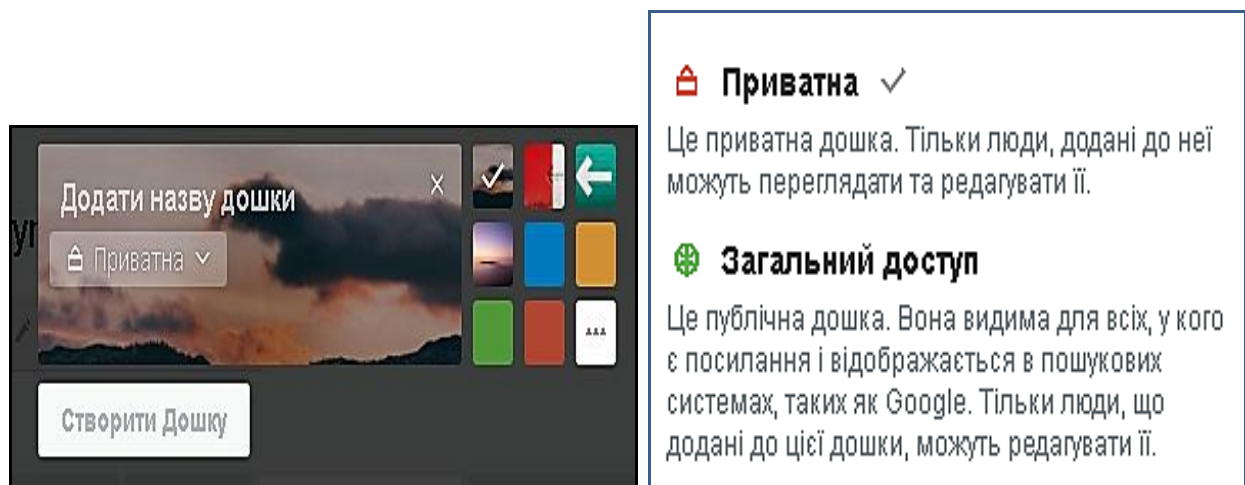 Додати назву дошки
Приватна
Створити Дошку
Приватна
Це приватна дошка. Тільки люди, додані до неї
можуть переглядати та редагувати її.
Загальний доступ
Це публічна дошка. Вона видима для всіх, у кого
є посилання і відображається в пошукових
системах, таких як Google. Тільки люди, що
додані до цієї дошки, можуть редагувати її.